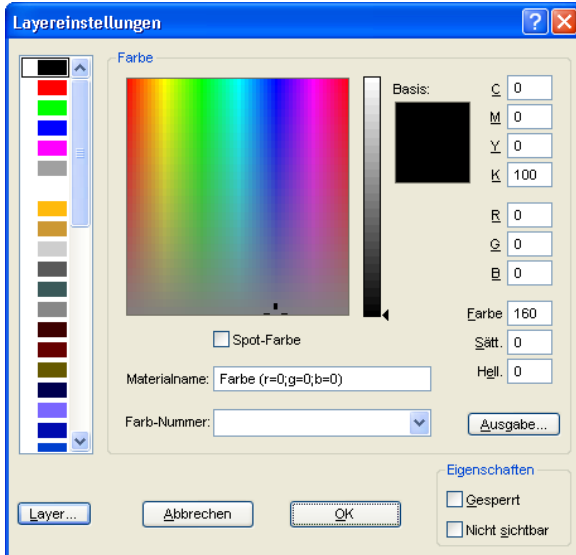 Layereinstellungen
Farbe
Basis:
C 0
M 0
Y 0
K 100
R 0
G 0
B 0
Farbe 160
Sätt. 0
Hell. 0
Spot-Farbe
Materialname: Farbe (r=0;g=0;b=0)
Farb-Nummer:
Ausgabe...
Eigenschaften
Gesperrt
Nicht sichtbar
Layer...
Abbrechen
OK